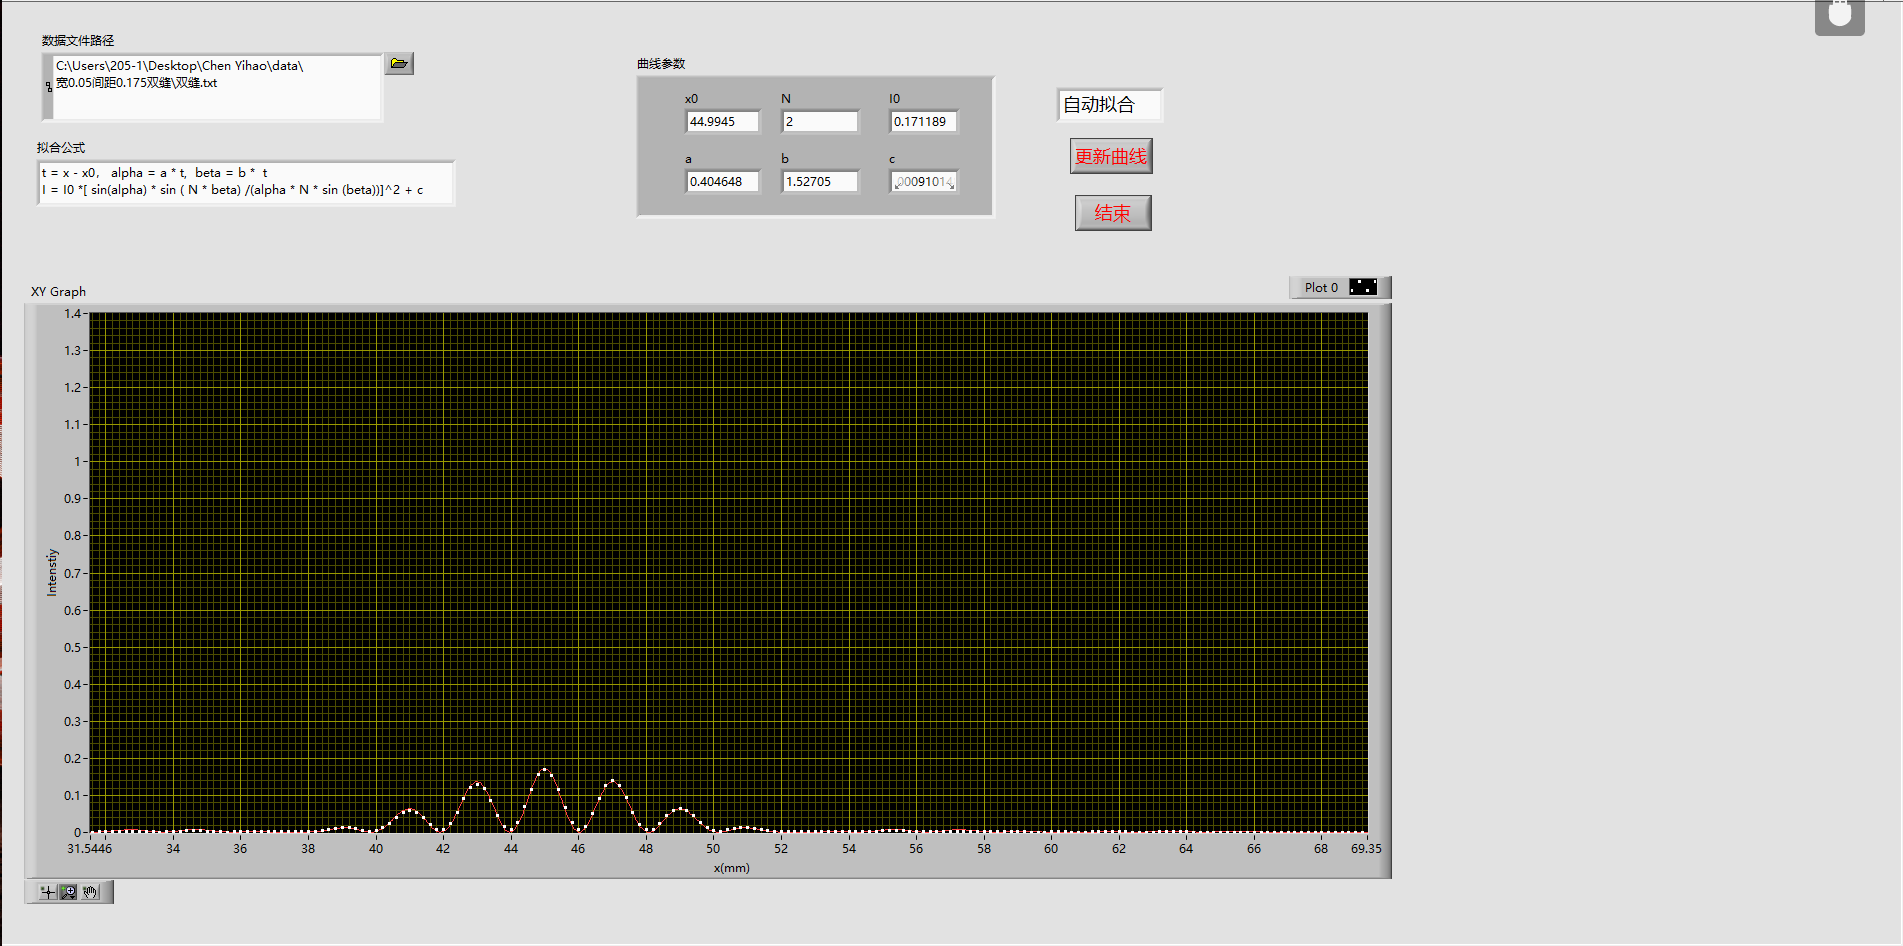 数据文件路径
C:\Users\205-1\Desktop\Chen Yihao\data\
宽0.05间距0.175双缝\双缝.txt
拟合公式
t = x - x0,   alpha = a * t,  beta = b *  t
I = I0 *[ sin(alpha) * sin ( N * beta) /(alpha * N * sin (beta))]^2 + c
曲线参数
x0 N I0
44.9945 2 0.171189
a b c
0.404648 1.52705 .00091014
自动拟合
更新曲线
结束
XY Graph
Plot 0
1.4
1.3
1.2
1.1
1
0.9
0.8
0.7
0.6
0.5
0.4
0.3
0.2
0.1
0
Intenstiy
31.5446 34 36 38 40 42 44 46 48 50 52 54 56 58 60 62 64 66 68 69.35
x(mm)